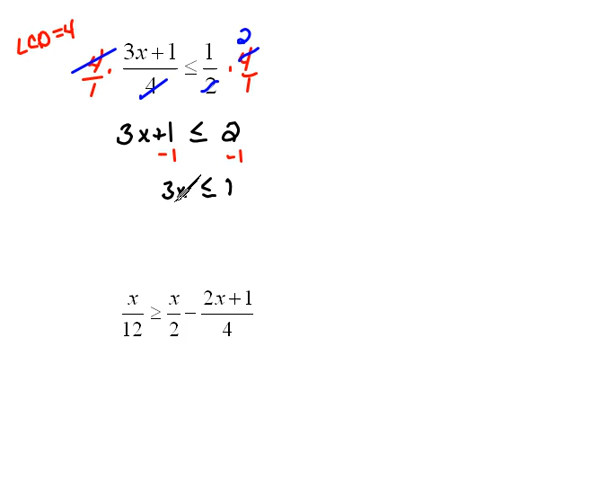 LCD=4
4/1 · (3x+1)/4 ≤ 1/2 · 4/1 2
3x+1 ≤ 2
-1 -1
3x ≤ 1
x/12 ≥ x/2 − (2x+1)/4